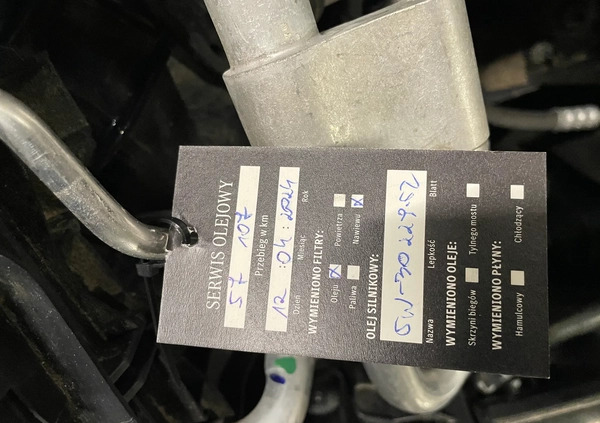 SERWIS OLEJOWY
57 107
Przebieg w km
12 :04 : 2024
Dzień Miesiąc Rok
WYMIENIONO FILTRY:
Oleju x Powietrza
Paliwa Nawiewu x
OLEJ SILNIKOWY:
5W-30 229.52
Nazwa Lepkość Blatt
WYMIENIONO OLEJE:
Skrzyni biegów Tylnego mostu
WYMIENIONO PŁYNY:
Hamulcowy Chłodzący